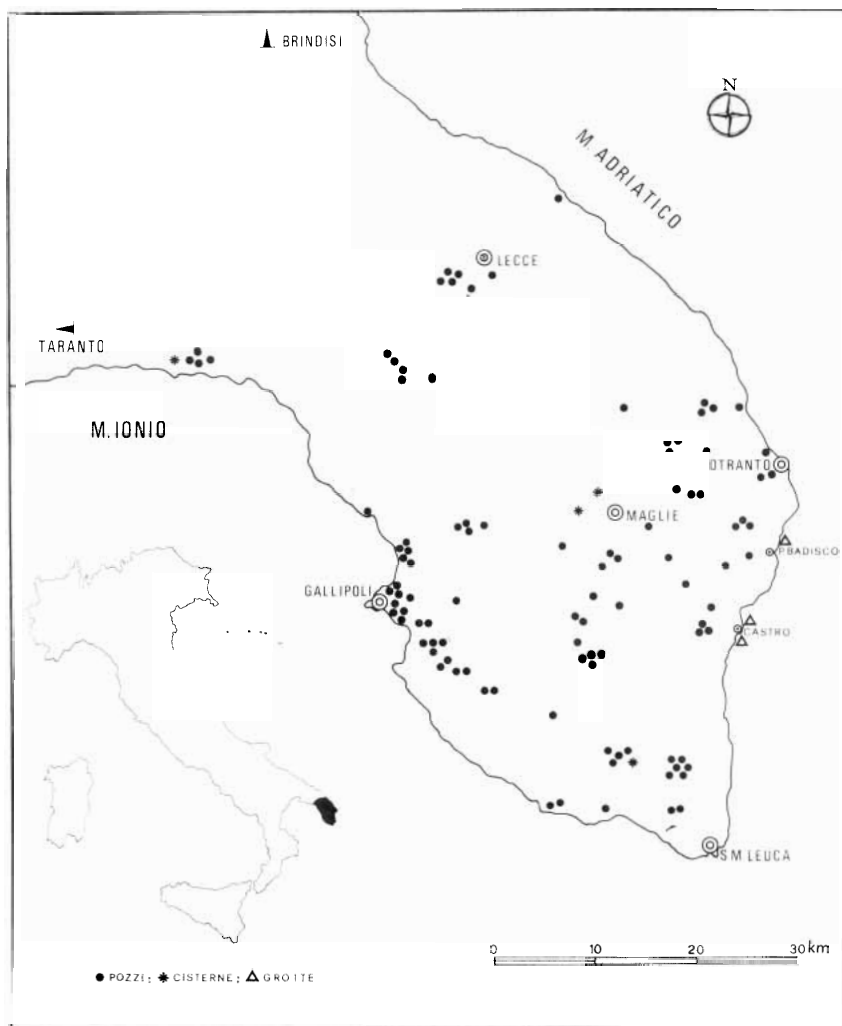 BRINDISI
N
M. ADRIATICO
LECCE
TARANTO
M. IONIO
OTRANTO
MAGLIE
P.BADISCO
GALLIPOLI
CASTRO
S M LEUCA
0 10 20 30 km
POZZI; CISTERNE; GROTTE